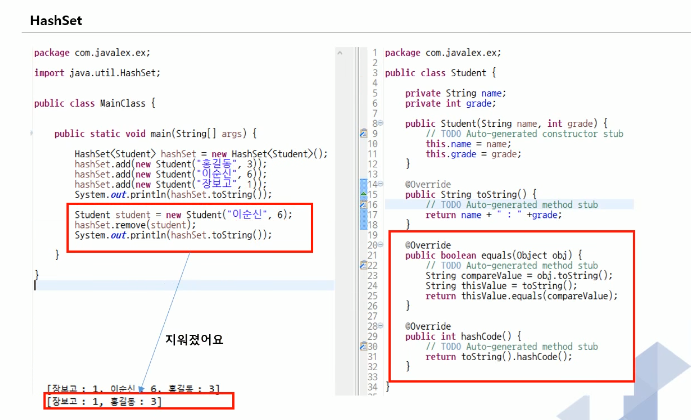 HashSet
package com.javalex.ex;
import java.util.HashSet;
public class MainClass {
public static void main(String[] args) {
HashSet<Student> hashSet = new HashSet<Student>();
hashSet.add(new Student("홍길동", 3));
hashSet.add(new Student("이순신", 6));
hashSet.add(new Student("장보고", 1));
System.out.println(hashSet.toString());
Student student = new Student("이순신", 6);
hashSet.remove(student);
System.out.println(hashSet.toString());
}
}
지워졌어요
[장보고 : 1, 이순신 : 6, 홍길동 : 3]
[장보고 : 1, 홍길동 : 3]
1 package com.javalex.ex;
2
3 public class Student {
4
5 private String name;
6 private int grade;
7
8 public Student(String name, int grade) {
9 // TODO Auto-generated constructor stub
10 this.name = name;
11 this.grade = grade;
12 }
13
14 @Override
15 public String toString() {
16 // TODO Auto-generated method stub
17 return name + " : " +grade;
18 }
19
20 @Override
21 public boolean equals(Object obj) {
22 // TODO Auto-generated method stub
23 String compareValue = obj.toString();
24 String thisValue = toString();
25 return thisValue.equals(compareValue);
26 }
27
28 @Override
29 public int hashCode() {
30 // TODO Auto-generated method stub
31 return toString().hashCode();
32 }
33
34 }
35